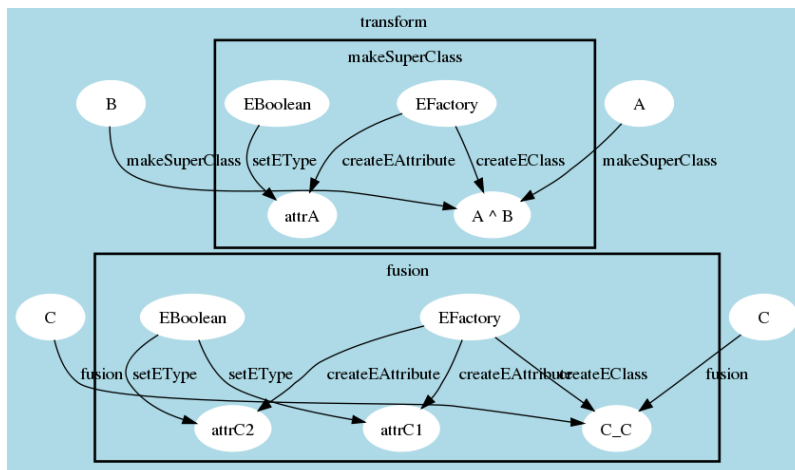 transform
makeSuperClass
B
EBoolean
EFactory
A
makeSuperClass
setEType
createEAttribute
createEClass
makeSuperClass
attrA
A ^ B
fusion
C
EBoolean
EFactory
C
fusion
setEType
setEType
createEAttribute
createEAttribute
createEClass
fusion
attrC2
attrC1
C_C